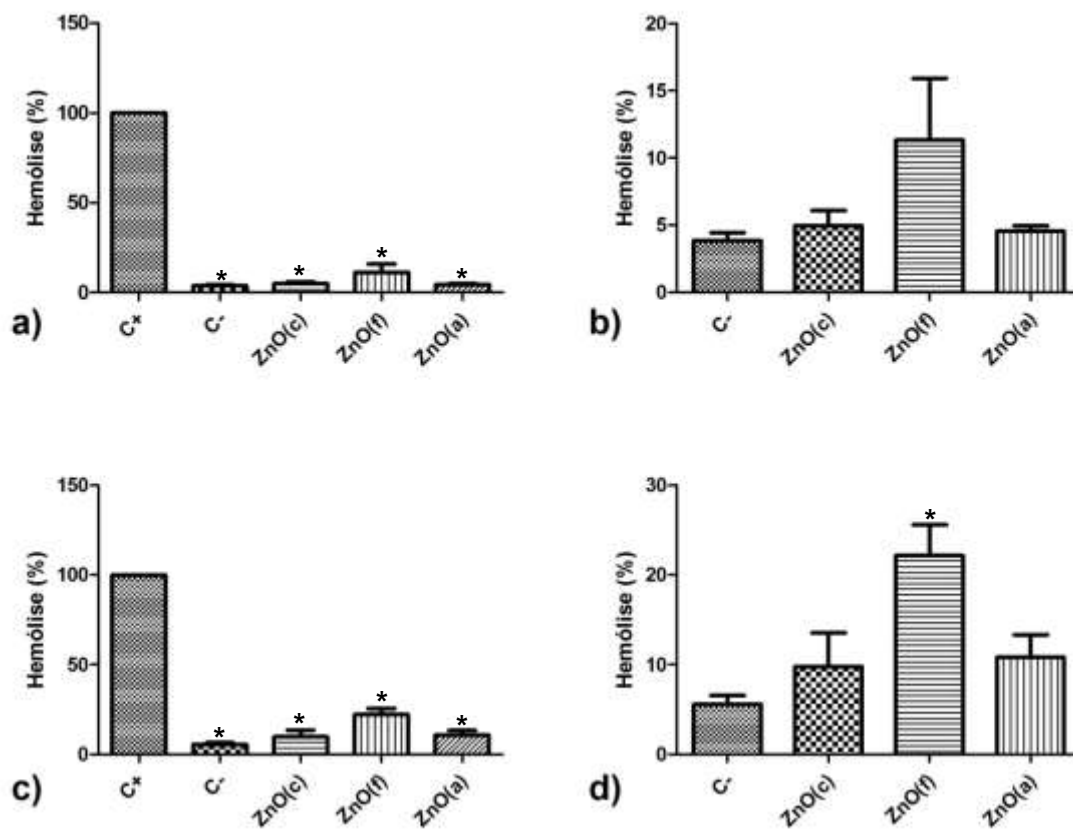 150
100
50
0
Hemólise (%)
*
*
*
*
C+
C-
ZnO(c)
ZnO(f)
ZnO(a)
a)
20
15
10
5
0
Hemólise (%)
C-
ZnO(c)
ZnO(f)
ZnO(a)
b)
150
100
50
0
Hemólise (%)
*
*
*
*
C+
C-
ZnO(c)
ZnO(f)
ZnO(a)
c)
30
20
10
0
Hemólise (%)
*
C-
ZnO(c)
ZnO(f)
ZnO(a)
d)